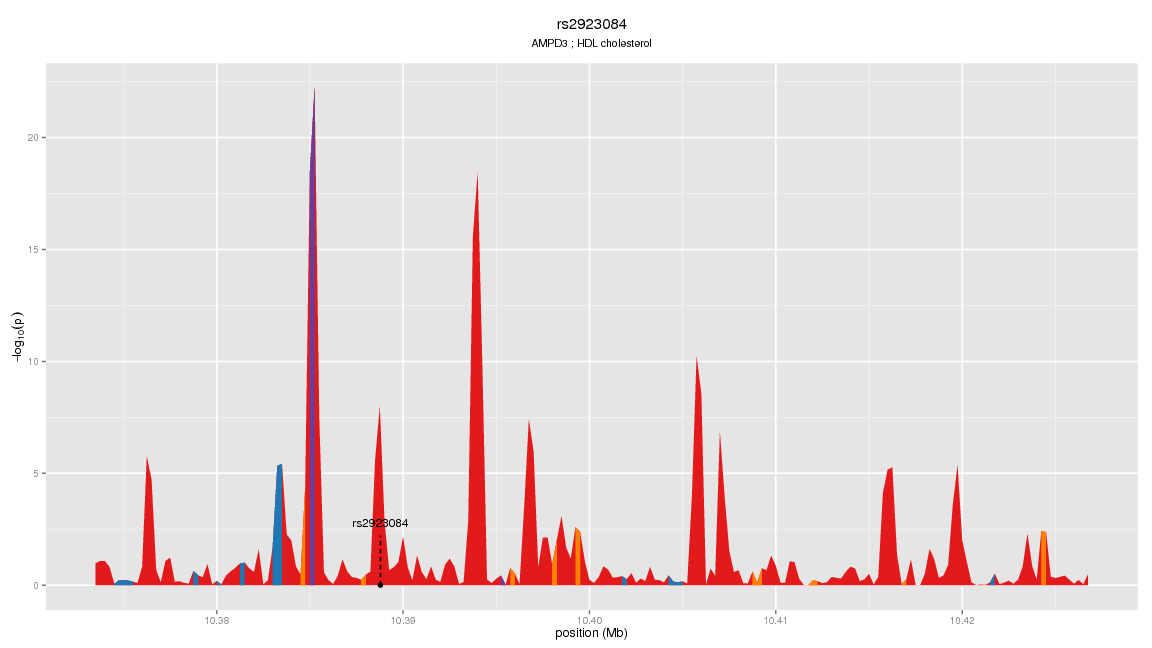 rs2923084
AMPD3 ; HDL cholesterol
−log10(p)
20
15
10
5
0
rs2923084
10.38
10.39
10.40
10.41
10.42
position (Mb)